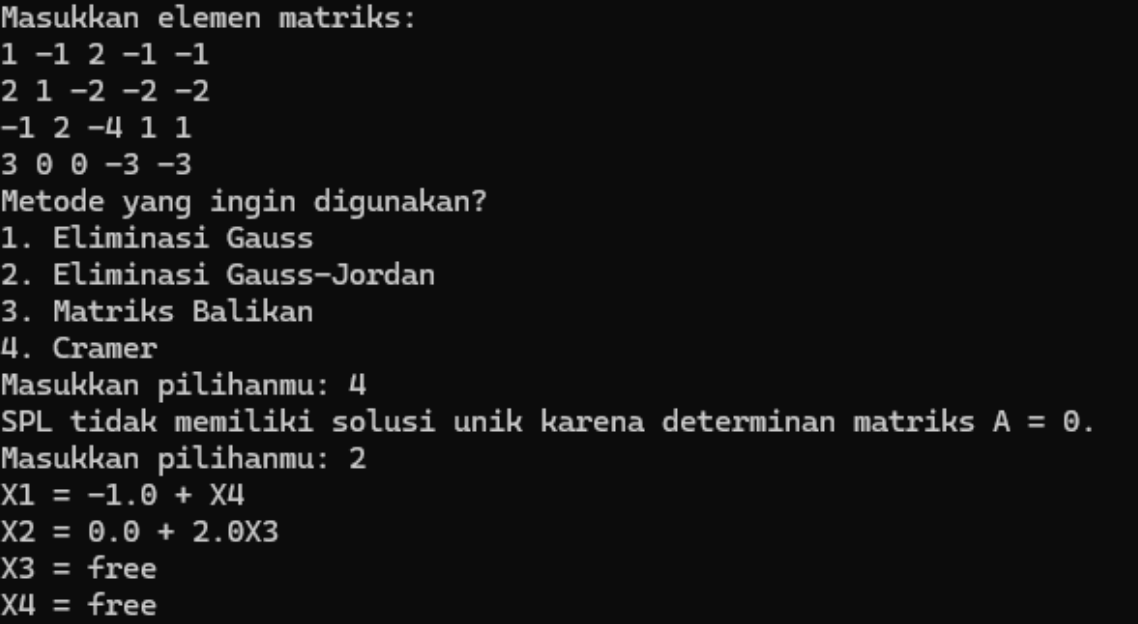 Masukkan elemen matriks:
1 -1 2 -1 -1
2 1 -2 -2 -2
-1 2 -4 1 1
3 0 0 -3 -3
Metode yang ingin digunakan?
1. Eliminasi Gauss
2. Eliminasi Gauss-Jordan
3. Matriks Balikan
4. Cramer
Masukkan pilihanmu: 4
SPL tidak memiliki solusi unik karena determinan matriks A = 0.
Masukkan pilihanmu: 2
X1 = -1.0 + X4
X2 = 0.0 + 2.0X3
X3 = free
X4 = free